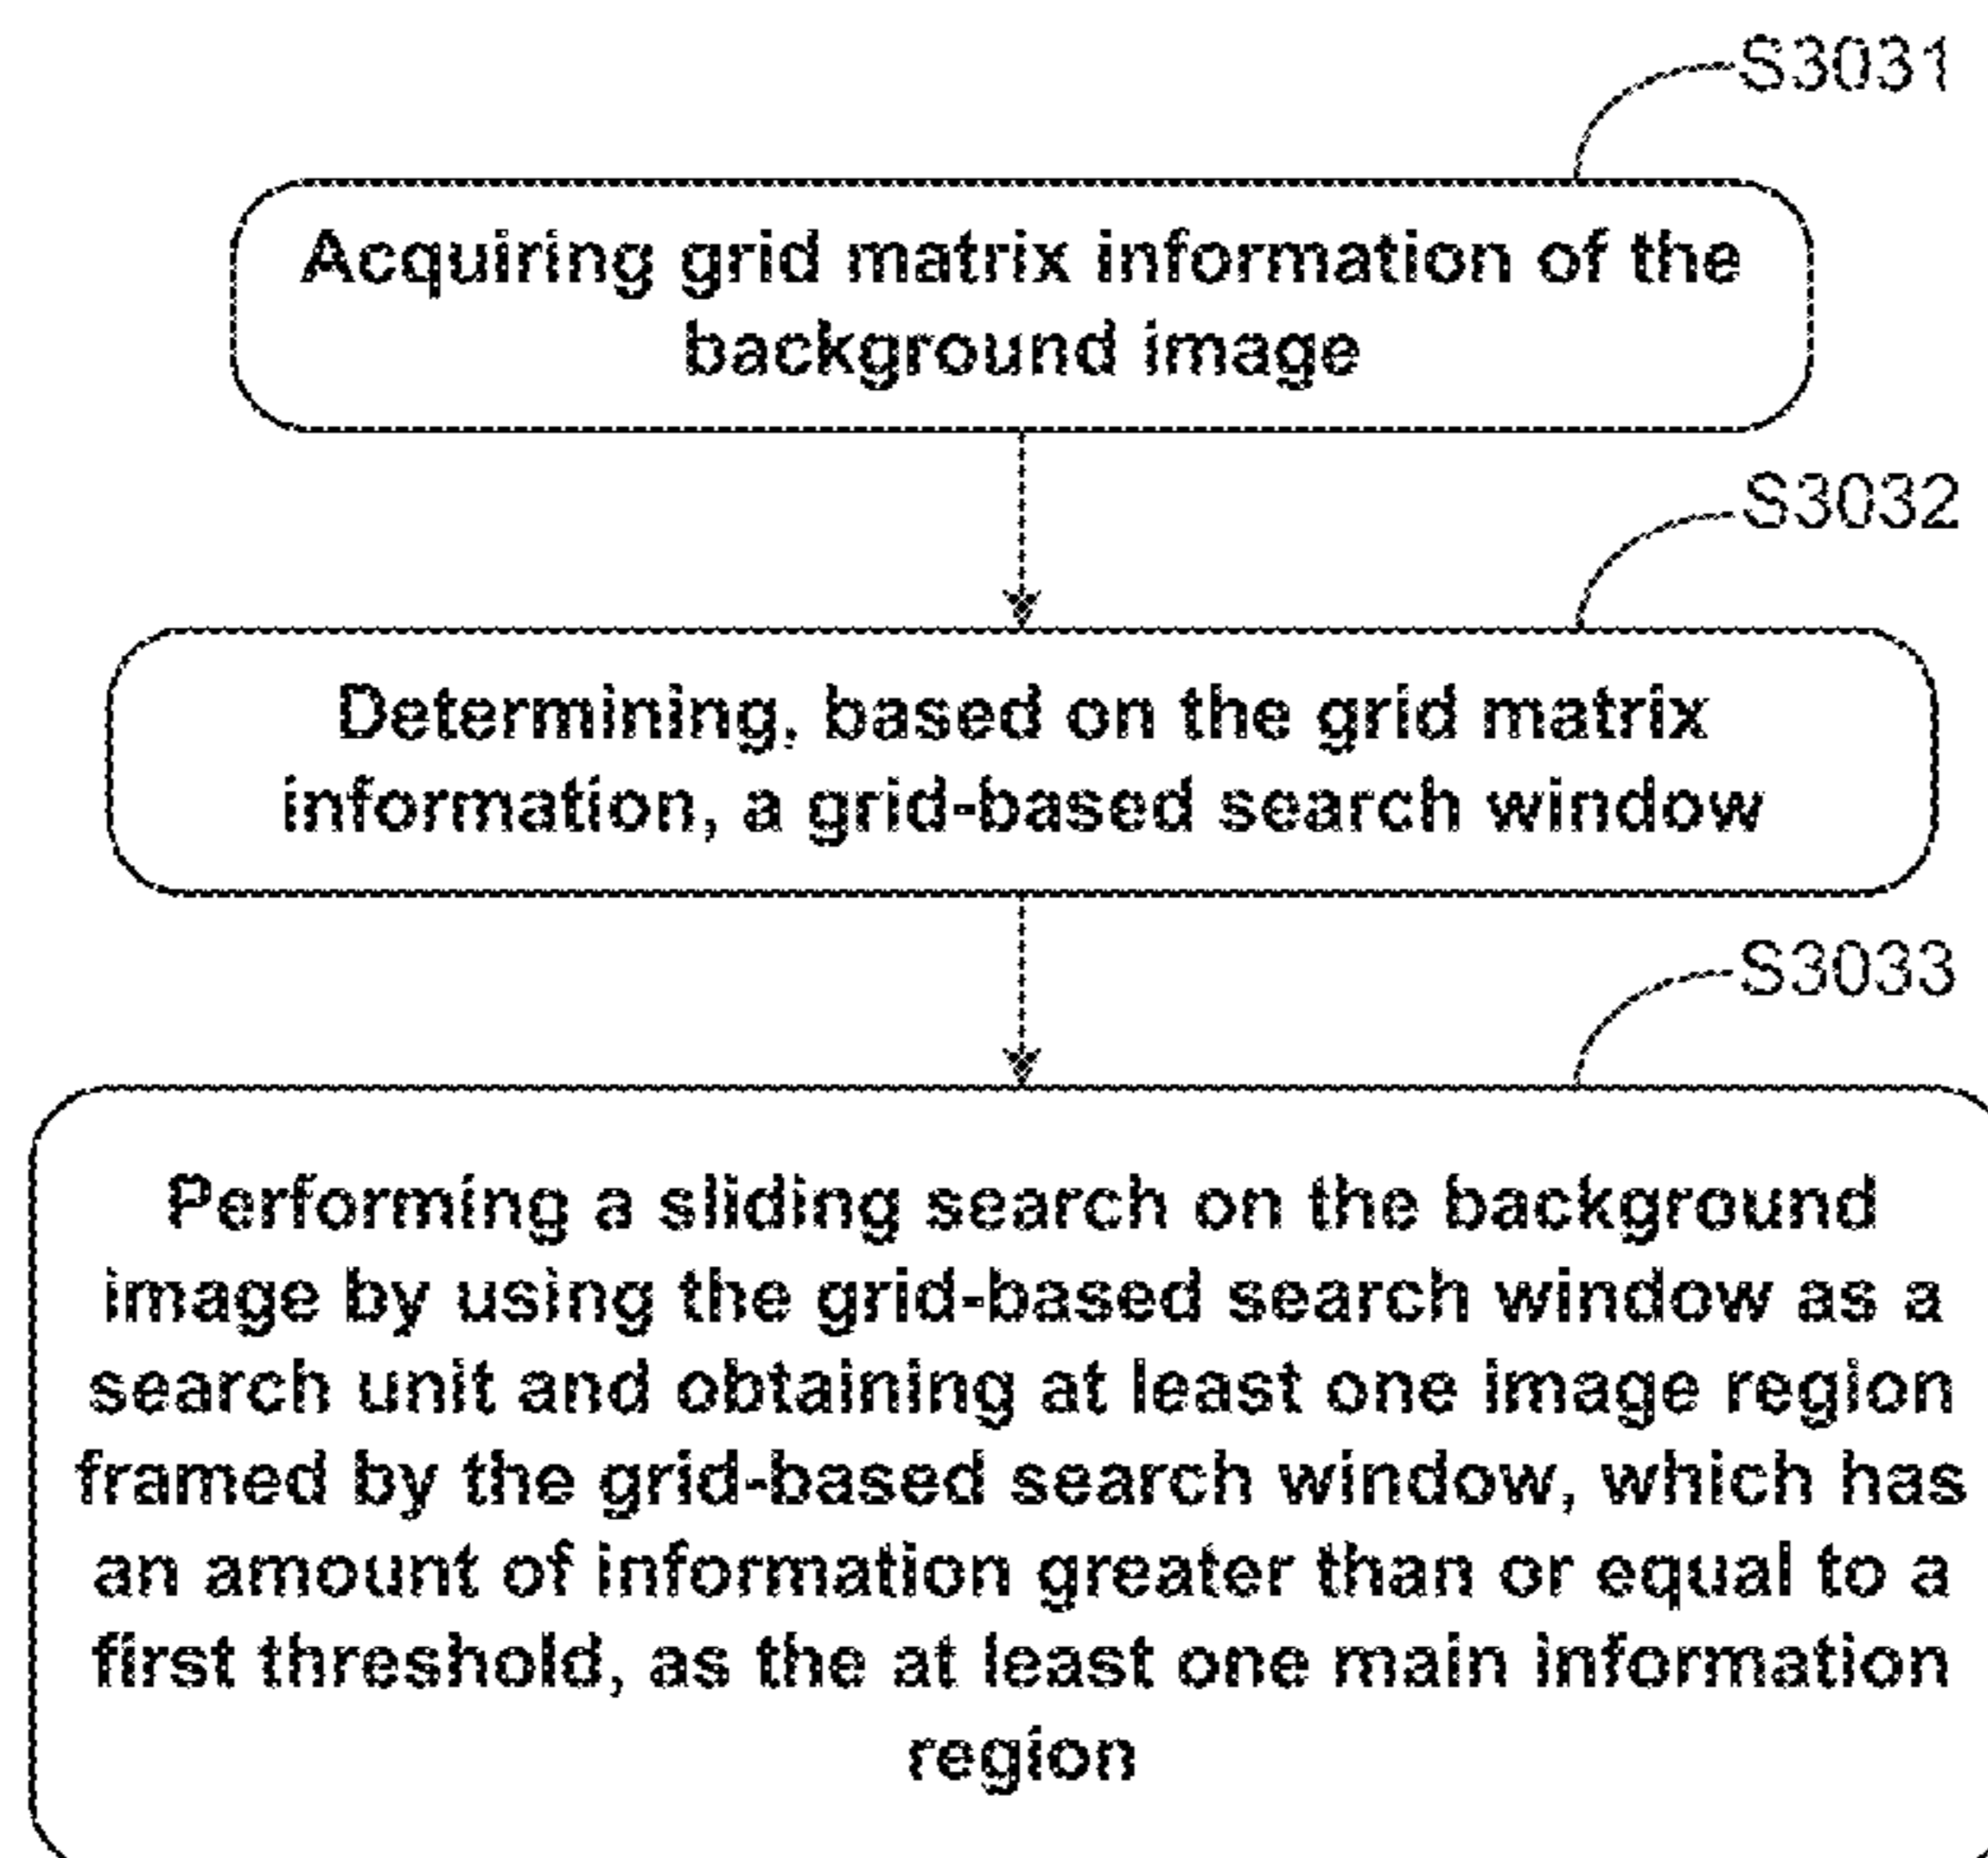 S3031
Acquiring grid matrix information of the
background image
S3032
Determining, based on the grid matrix
information, a grid-based search window
S3033
Performing a sliding search on the background
image by using the grid-based search window as a
search unit and obtaining at least one image region
framed by the grid-based search window, which has
an amount of information greater than or equal to a
first threshold, as the at least one main information
region